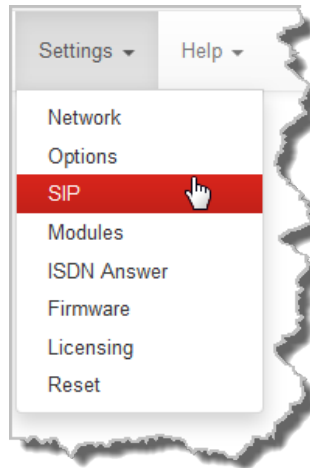 Settings Help
Network
Options
SIP
Modules
ISDN Answer
Firmware
Licensing
Reset